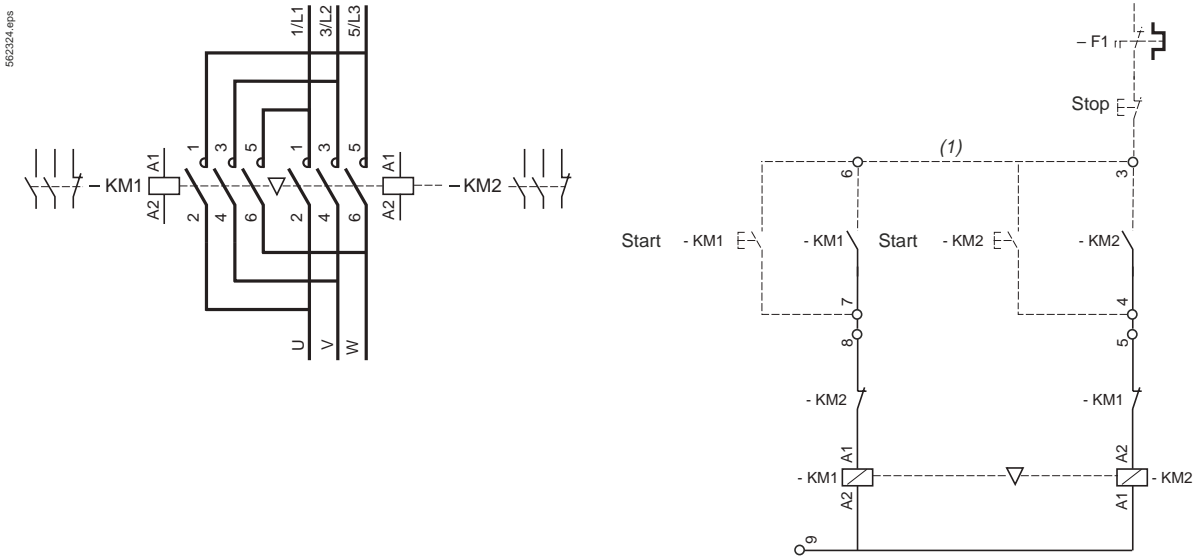 562324.eps
1/L1
3/L2
5/L3
1
3
5
1
3
5
– KM1
A1
A2
A1
A2
– KM2
2
4
6
2
4
6
U
V
W
– F1
Stop
(1)
6
3
Start - KM1
- KM1
Start - KM2
- KM2
7
4
8
5
- KM2
- KM1
A1
A2
- KM1
- KM2
A2
A1
9